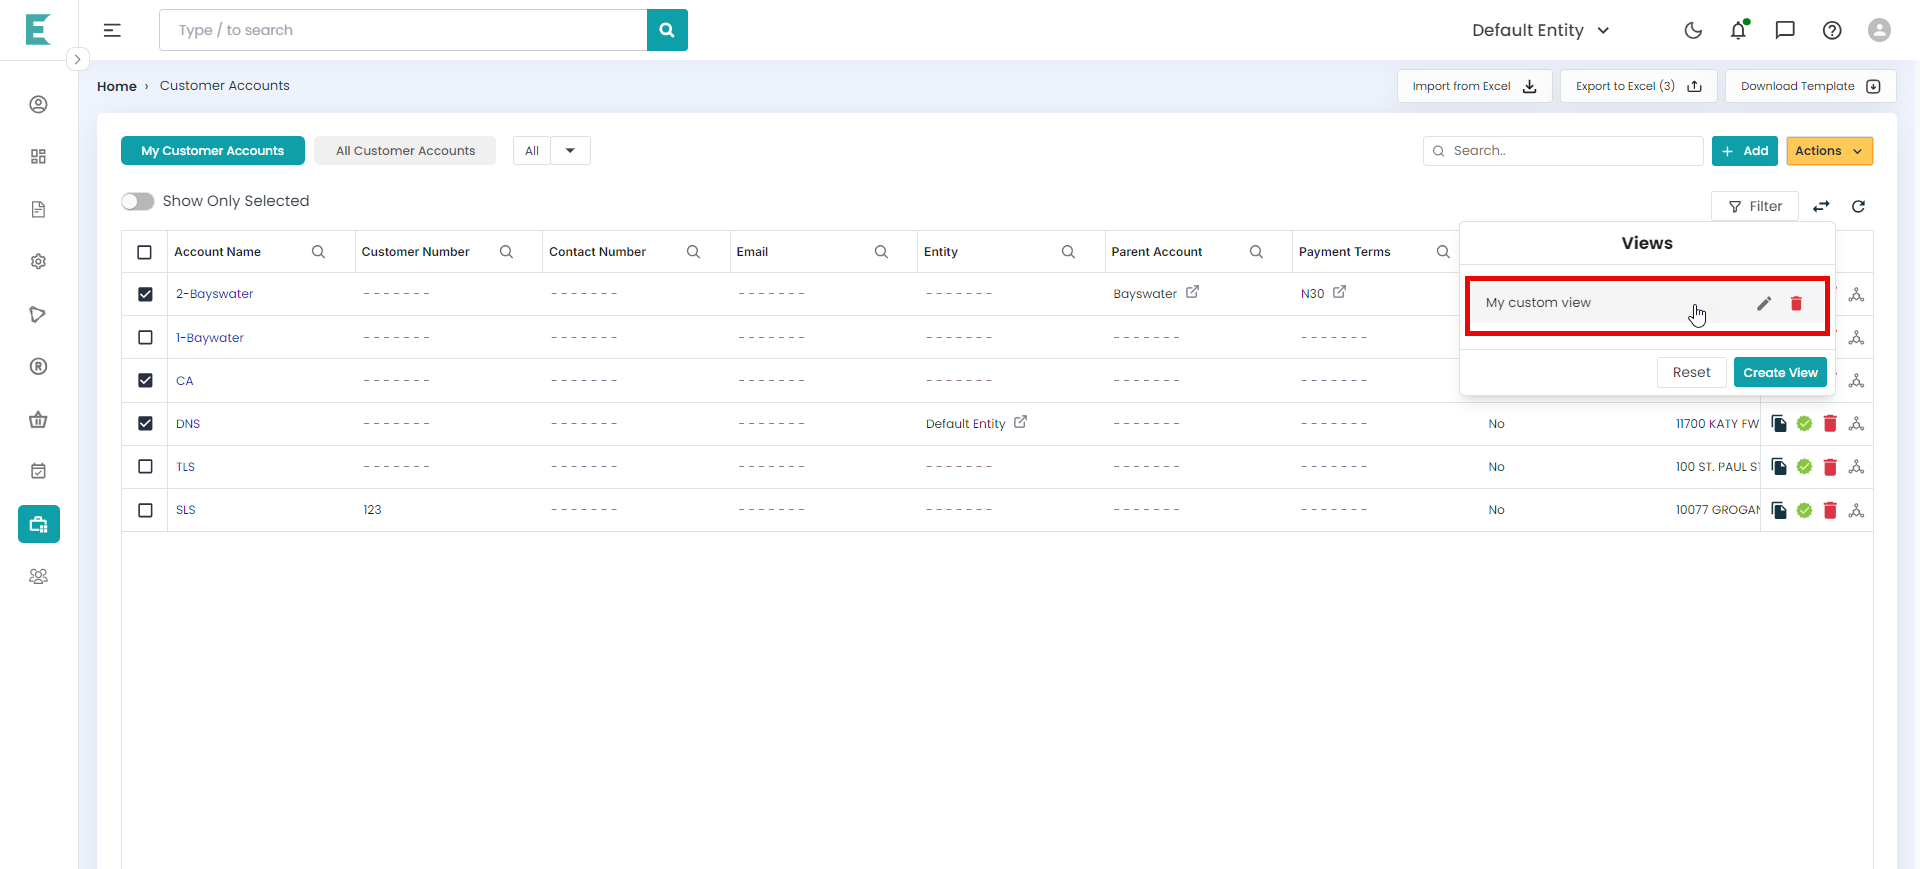 Type / to search
Default Entity
Home › Customer Accounts
Import from Excel
Export to Excel (3)
Download Template
My Customer Accounts
All Customer Accounts
All
Search..
+ Add
Actions
Show Only Selected
Filter
Views
My custom view
Reset
Create View
Account Name Customer Number Contact Number Email Entity Parent Account Payment Terms
2-Bayswater ------- ------- ------- ------- Bayswater N30
1-Baywater ------- ------- ------- ------- ------- -------
CA ------- ------- ------- ------- ------- -------
DNS ------- ------- ------- Default Entity ------- ------- No 11700 KATY FW
TLS ------- ------- ------- ------- ------- ------- No 100 ST. PAUL ST
SLS 123 ------- ------- ------- ------- ------- No 10077 GROGAN